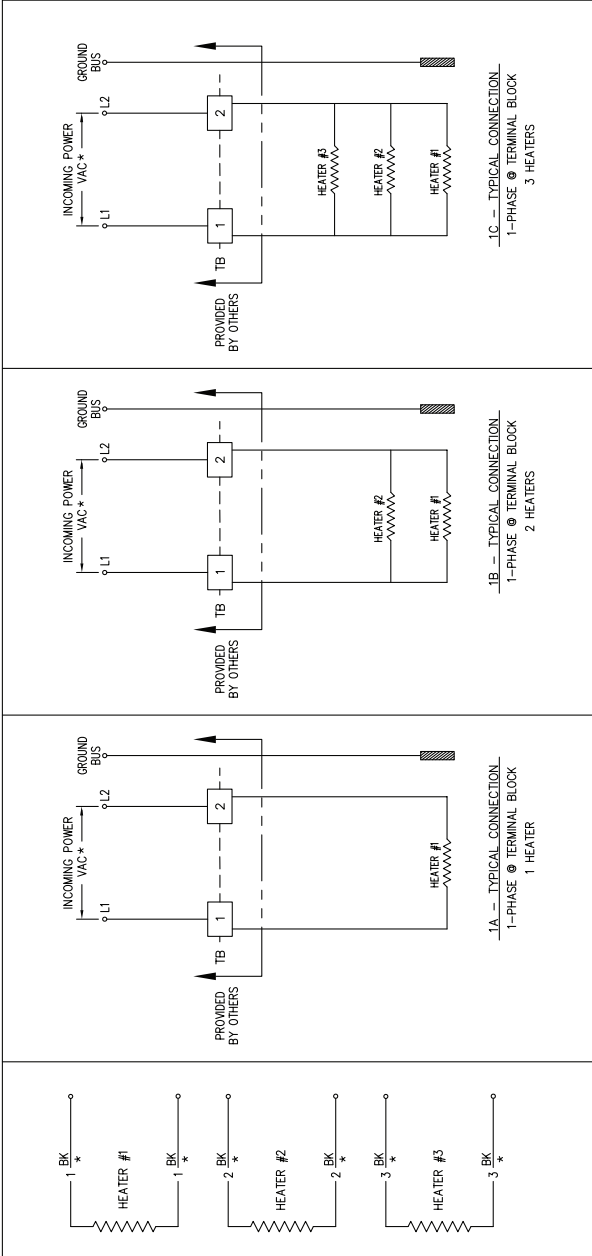 1 BK
*
HEATER #1
1 BK
*
2 BK
*
HEATER #2
2 BK
*
3 BK
*
HEATER #3
3 BK
*
INCOMING POWER
VAC *
GROUND
BUS
L1
L2
TB
1
2
PROVIDED
BY OTHERS
HEATER #1
1A – TYPICAL CONNECTION
1-PHASE @ TERMINAL BLOCK
1 HEATER
INCOMING POWER
VAC *
GROUND
BUS
L1
L2
TB
1
2
PROVIDED
BY OTHERS
HEATER #2
HEATER #1
1B – TYPICAL CONNECTION
1-PHASE @ TERMINAL BLOCK
2 HEATERS
INCOMING POWER
VAC *
GROUND
BUS
L1
L2
TB
1
2
PROVIDED
BY OTHERS
HEATER #3
HEATER #2
HEATER #1
1C – TYPICAL CONNECTION
1-PHASE @ TERMINAL BLOCK
3 HEATERS